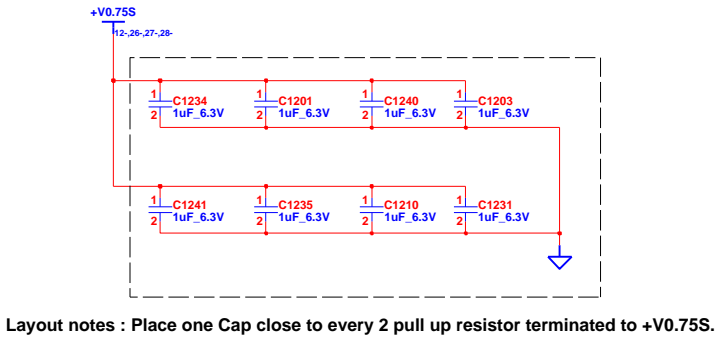 +V0.75S
12-,26-,27-,28-
1 C1234 1 C1201 1 C1240 1 C1203
2 1uF_6.3V 2 1uF_6.3V 2 1uF_6.3V 2 1uF_6.3V
1 C1241 1 C1235 1 C1210 1 C1231
2 1uF_6.3V 2 1uF_6.3V 2 1uF_6.3V 2 1uF_6.3V
Layout notes : Place one Cap close to every 2 pull up resistor terminated to +V0.75S.